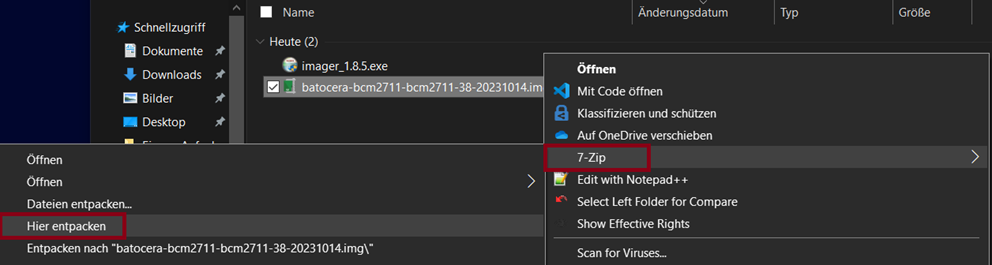 Name
Änderungsdatum
Typ
Größe
Schnellzugriff
Dokumente
Downloads
Bilder
Desktop
Heute (2)
imager_1.8.5.exe
batocera-bcm2711-bcm2711-38-20231014.im
Öffnen
Mit Code öffnen
Klassifizieren und schützen
Auf OneDrive verschieben
7-Zip
Edit with Notepad++
Select Left Folder for Compare
Show Effective Rights
Scan for Viruses...
Öffnen
Öffnen
Dateien entpacken...
Hier entpacken
Entpacken nach "batocera-bcm2711-bcm2711-38-20231014.img\"